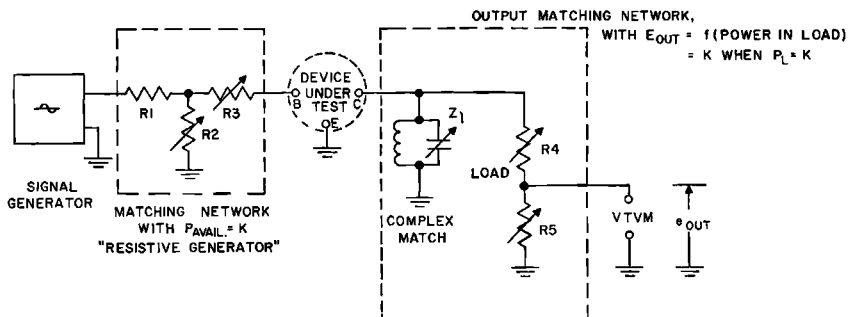 OUTPUT MATCHING NETWORK,
WITH EOUT = f (POWER IN LOAD)
= K WHEN PL = K
DEVICE
UNDER
TEST
B
C
E
R1
R2
R3
Z1
R4
LOAD
R5
VTVM
eOUT
SIGNAL
GENERATOR
MATCHING NETWORK
WITH PAVAIL. = K
"RESISTIVE GENERATOR"
COMPLEX
MATCH